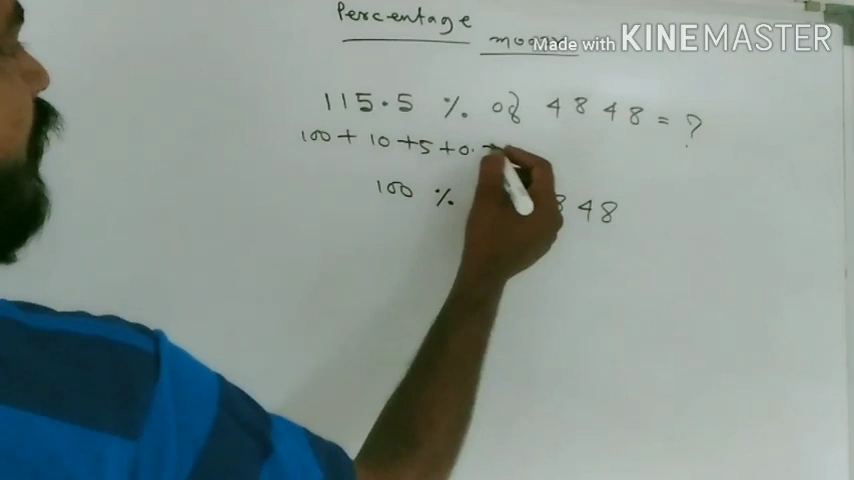 Percentage
Made with KINEMASTER
115.5 % of 4848 = ?
100 + 10 + 5 + 0.
100 % 848